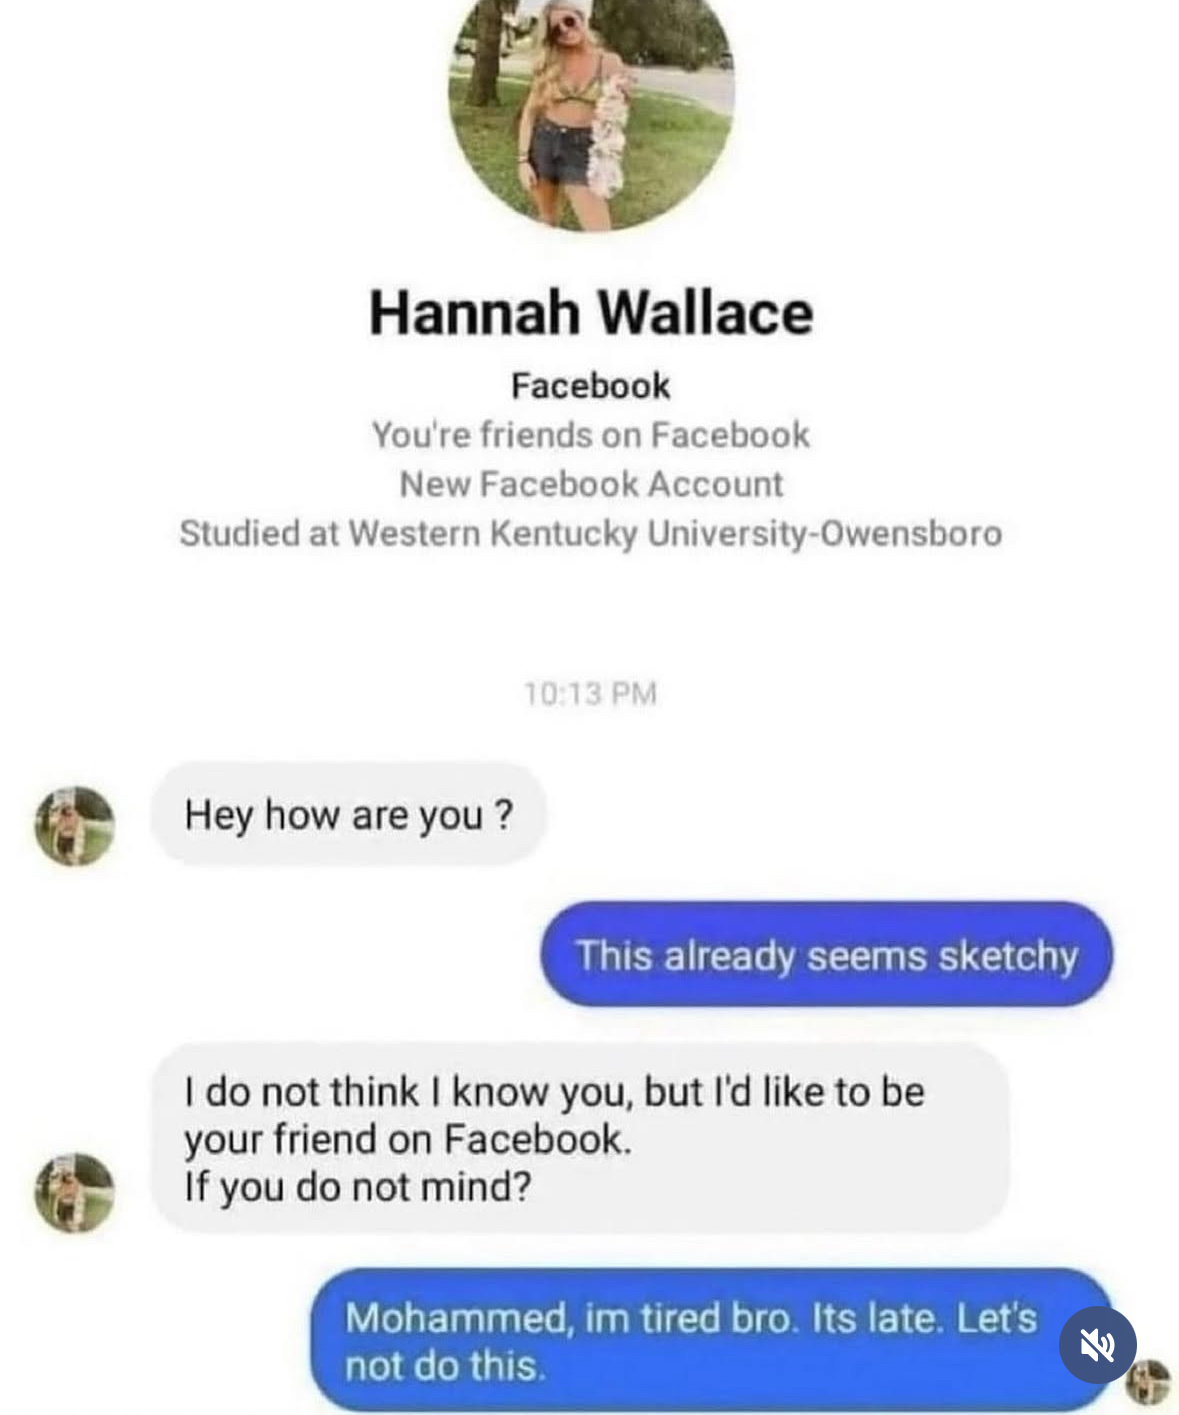 Hannah Wallace
Facebook
You're friends on Facebook
New Facebook Account
Studied at Western Kentucky University-Owensboro
10:13 PM
Hey how are you ?
This already seems sketchy
I do not think I know you, but I'd like to be
your friend on Facebook.
If you do not mind?
Mohammed, im tired bro. Its late. Let's
not do this.